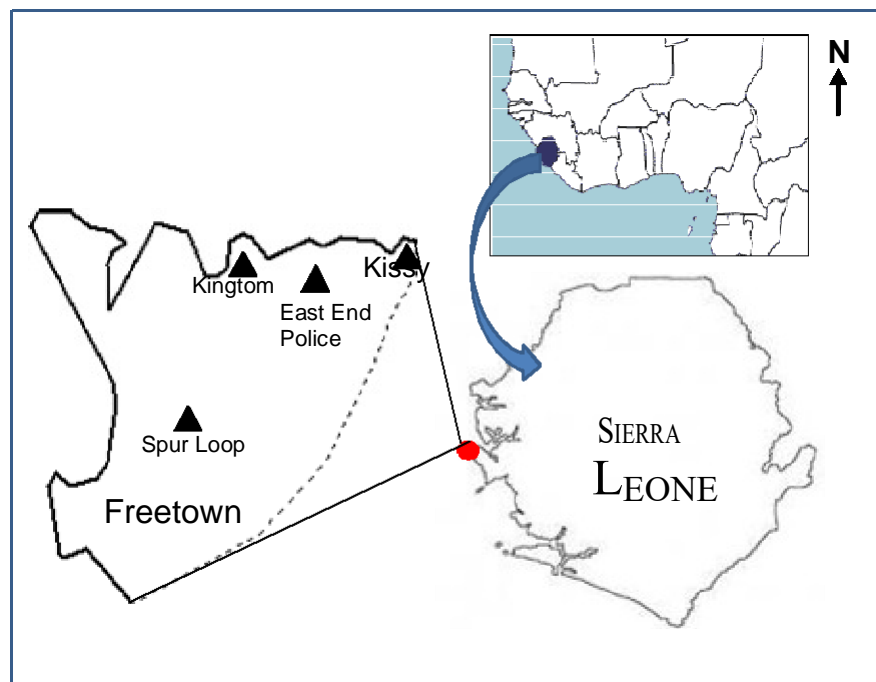 N
Kissy
Kingtom
East End
Police
Spur Loop
Freetown
SIERRA
LEONE